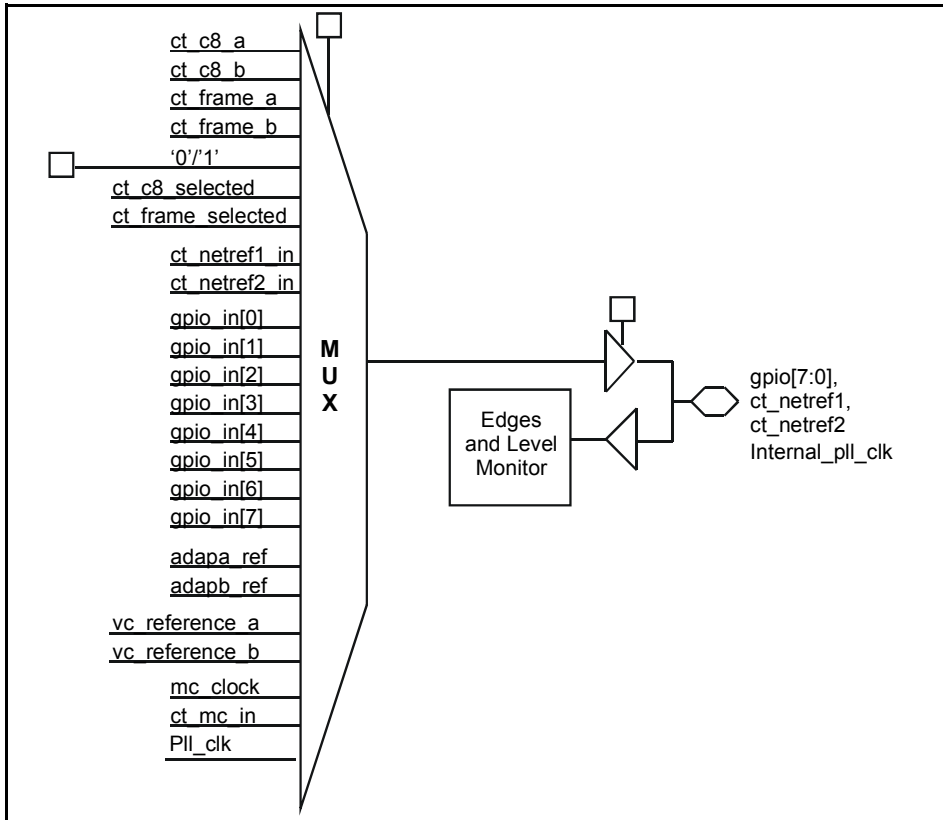 ct_c8_a
ct_c8_b
ct_frame_a
ct_frame_b
‘0’/’1’
ct_c8_selected
ct_frame_selected
ct_netref1_in
ct_netref2_in
gpio_in[0]
gpio_in[1]
gpio_in[2]
gpio_in[3]
gpio_in[4]
gpio_in[5]
gpio_in[6]
gpio_in[7]
adapa_ref
adapb_ref
vc_reference_a
vc_reference_b
mc_clock
ct_mc_in
Pll_clk
M
U
X
Edges
and Level
Monitor
gpio[7:0],
ct_netref1,
ct_netref2
Internal_pll_clk